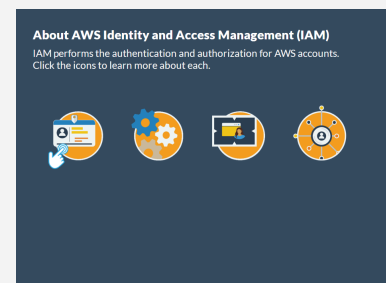 About AWS Identity and Access Management (IAM)
IAM performs the authentication and authorization for AWS accounts.
Click the icons to learn more about each.